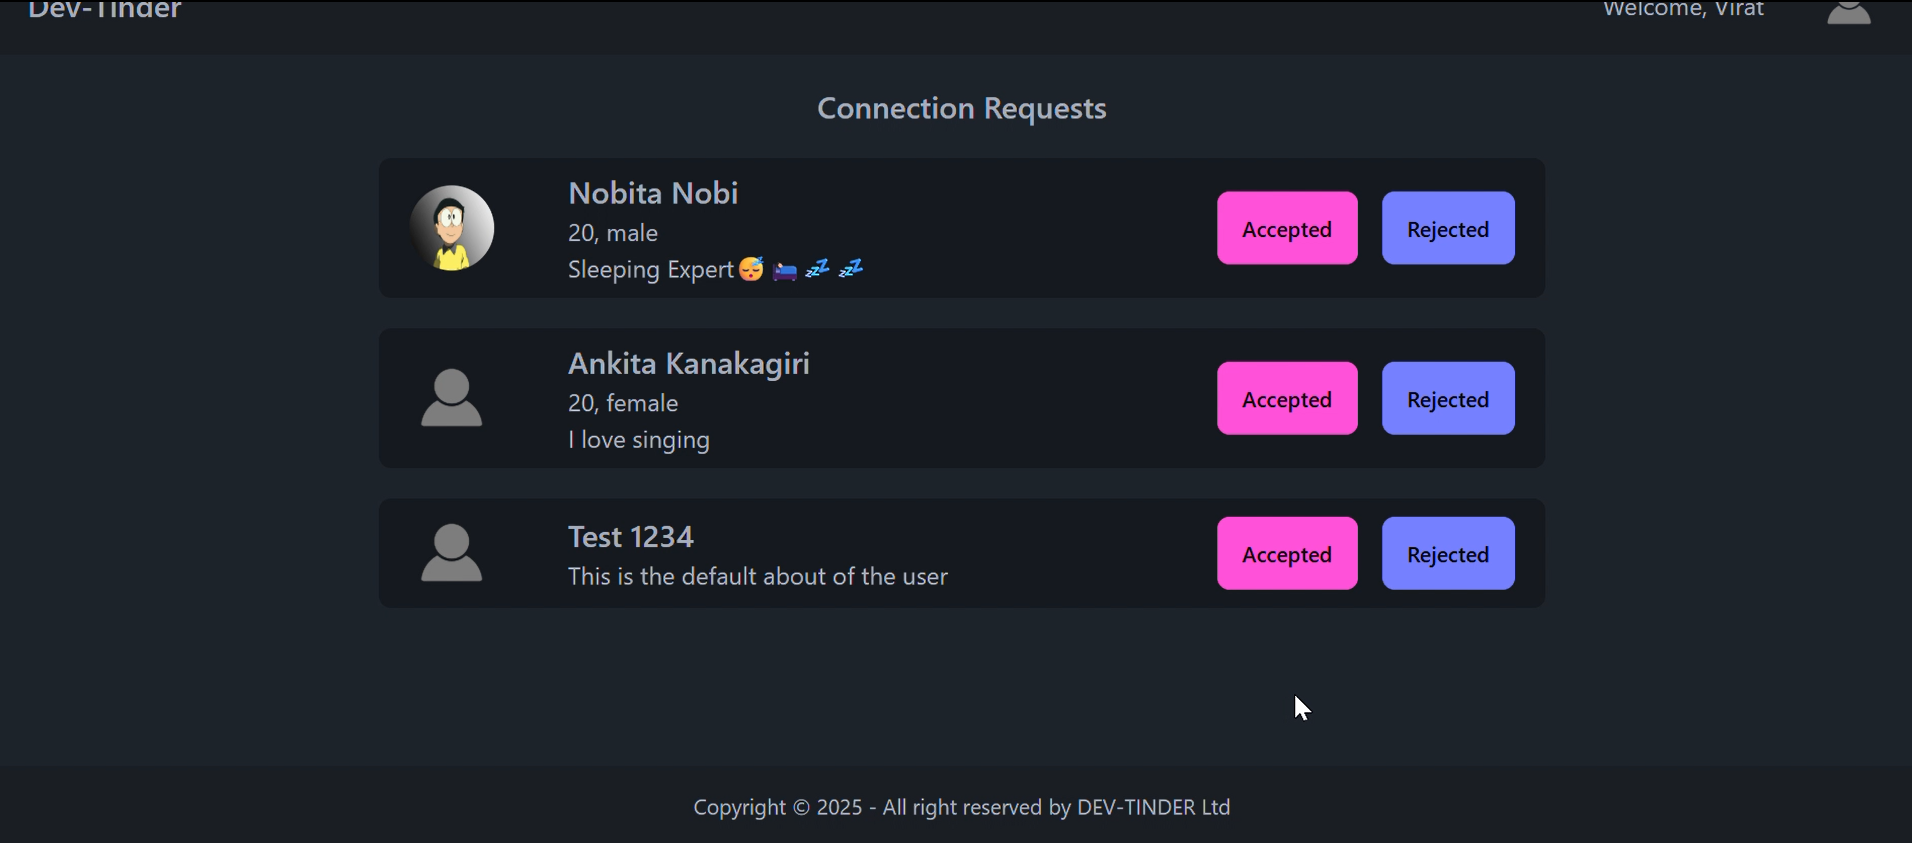 Dev-Tinder
Welcome, Virat
Connection Requests
Nobita Nobi
20, male
Sleeping Expert😴 🛌 💤 💤
Accepted
Rejected
Ankita Kanakagiri
20, female
I love singing
Accepted
Rejected
Test 1234
This is the default about of the user
Accepted
Rejected
Copyright © 2025 - All right reserved by DEV-TINDER Ltd